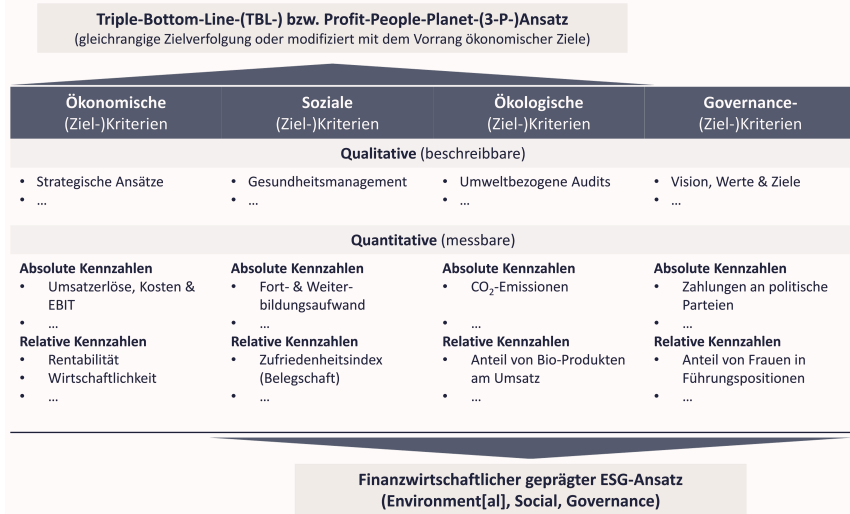 Triple-Bottom-Line-(TBL-) bzw. Profit-People-Planet-(3-P-)Ansatz
(gleichrangige Zielverfolgung oder modifiziert mit dem Vorrang ökonomischer Ziele)
Ökonomische
(Ziel-)Kriterien
Soziale
(Ziel-)Kriterien
Ökologische
(Ziel-)Kriterien
Governance-
(Ziel-)Kriterien
Qualitative (beschreibbare)
• Strategische Ansätze
• ...
• Gesundheitsmanagement
• ...
• Umweltbezogene Audits
• ...
• Vision, Werte & Ziele
• ...
Quantitative (messbare)
Absolute Kennzahlen
• Umsatzerlöse, Kosten &
EBIT
• ...
Relative Kennzahlen
• Rentabilität
• Wirtschaftlichkeit
• ...
Absolute Kennzahlen
• Fort- & Weiter-
bildungsaufwand
• ...
Relative Kennzahlen
• Zufriedenheitsindex
(Belegschaft)
• ...
Absolute Kennzahlen
• CO₂-Emissionen
• ...
Relative Kennzahlen
• Anteil von Bio-Produkten
am Umsatz
• ...
Absolute Kennzahlen
• Zahlungen an politische
Parteien
• ...
Relative Kennzahlen
• Anteil von Frauen in
Führungspositionen
• ...
Finanzwirtschaftlicher geprägter ESG-Ansatz
(Environment[al], Social, Governance)